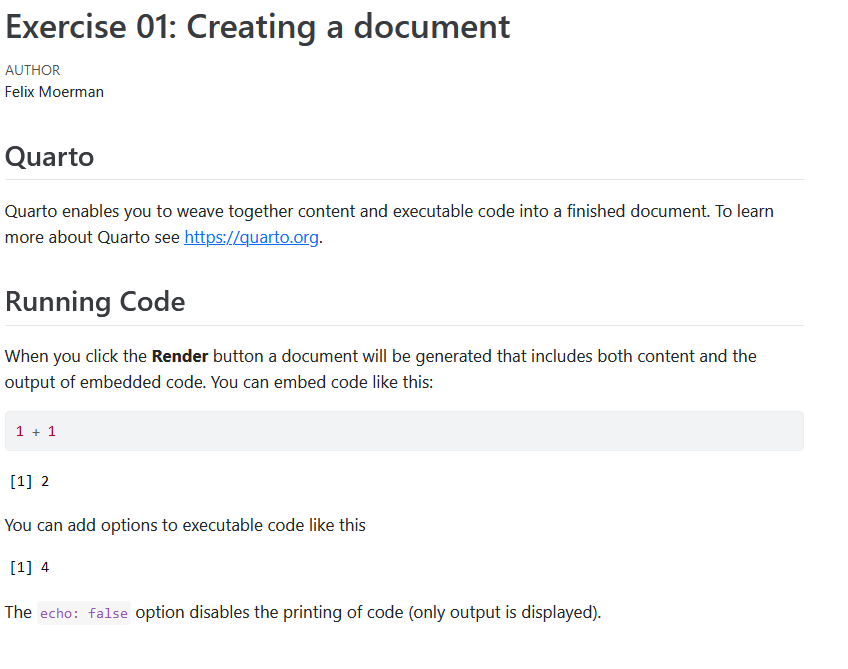 Exercise 01: Creating a document
AUTHOR
Felix Moerman
Quarto
Quarto enables you to weave together content and executable code into a finished document. To learn
more about Quarto see https://quarto.org.
Running Code
When you click the Render button a document will be generated that includes both content and the
output of embedded code. You can embed code like this:
1 + 1
[1] 2
You can add options to executable code like this
[1] 4
The echo: false option disables the printing of code (only output is displayed).